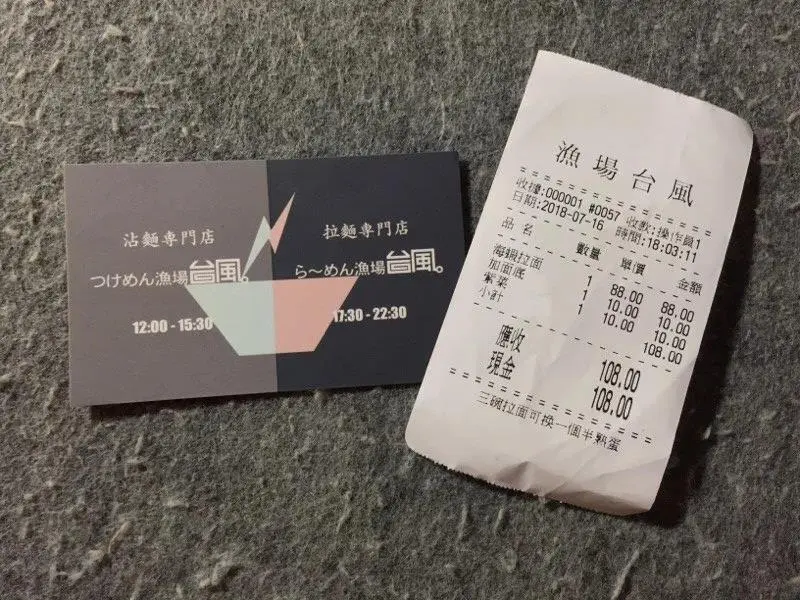 沾麵専門店
つけめん漁場台風。
12:00 - 15:30
拉麺専門店
ら～めん漁場台風。
17:30 - 22:30
漁場台風
收據:000001 #0057 收款:操作員1
日期:2018-07-16 時間:18:03:11
品名 數量 單價 金額
海鮮拉面 1 88.00 88.00
加面底 1 10.00 10.00
紫菜 1 10.00 10.00
小計 108.00
應收 108.00
現金 108.00
三碗拉面可換一個半熟蛋